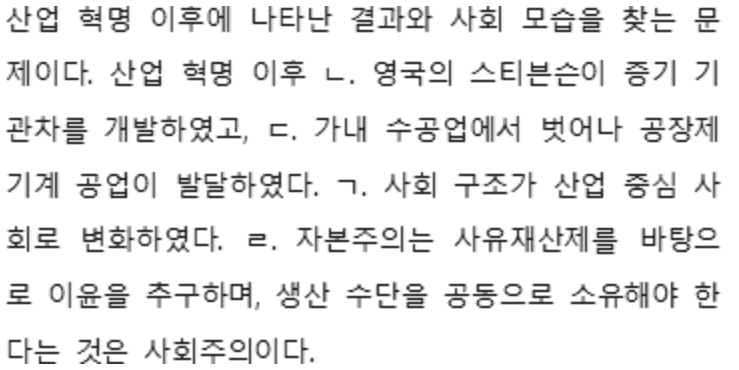 산업 혁명 이후에 나타난 결과와 사회 모습을 찾는 문
제이다. 산업 혁명 이후 ㄴ. 영국의 스티븐슨이 증기 기
관차를 개발하였고, ㄷ. 가내 수공업에서 벗어나 공장제
기계 공업이 발달하였다. ㄱ. 사회 구조가 산업 중심 사
회로 변화하였다. ㄹ. 자본주의는 사유재산제를 바탕으
로 이윤을 추구하며, 생산 수단을 공동으로 소유해야 한
다는 것은 사회주의이다.